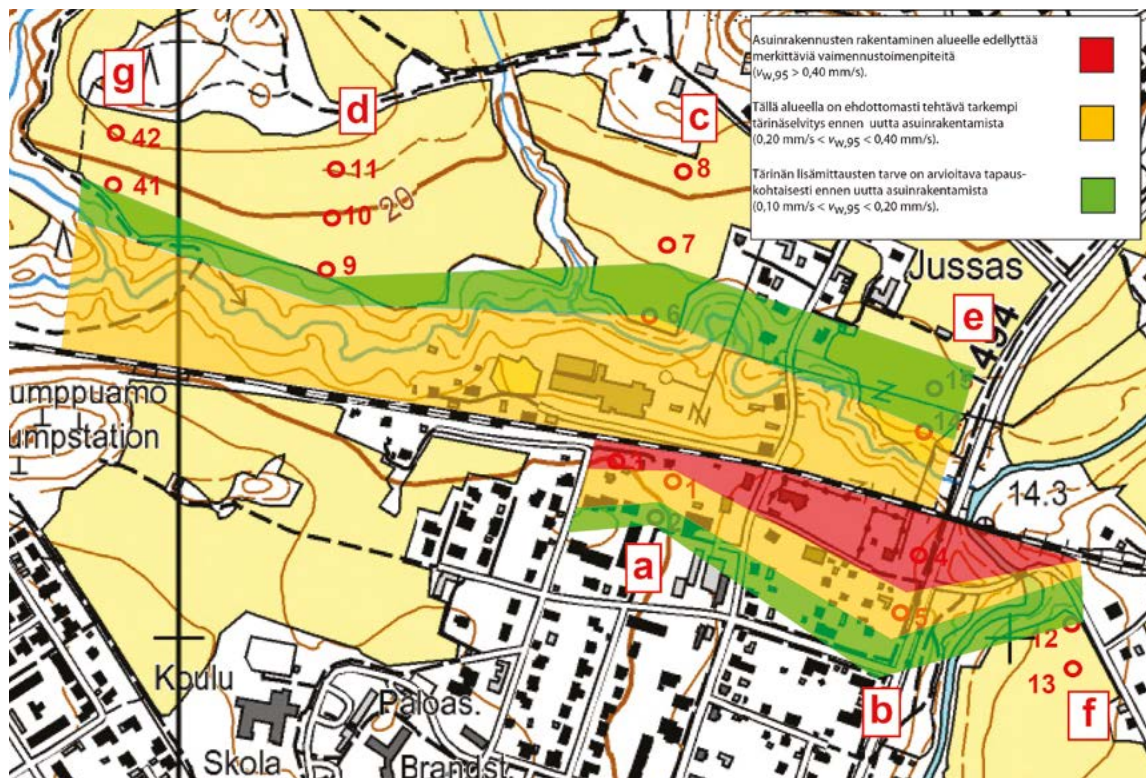 Asuinrakennusten rakentaminen alueelle edellyttää
merkittäviä vaimennustoimenpiteitä
(vw,95 > 0,40 mm/s).
Tällä alueella on ehdottomasti tehtävä tarkempi
tärinäselvitys ennen uutta asuinrakentamista
(0,20 mm/s < vw,95 < 0,40 mm/s).
Tärinän lisämittausten tarve on arvioitava tapaus-
kohtaisesti ennen uutta asuinrakentamista
(0,10 mm/s < vw,95 < 0,20 mm/s).
g
d
c
42
11
8
41
20
10
7
9
Jussas
6
e
494
15
14
umppuamo
umpstation
3
1
14.3
2
4
a
5
12
Koulu
13
Paloas.
b
f
Skola
Brandst.